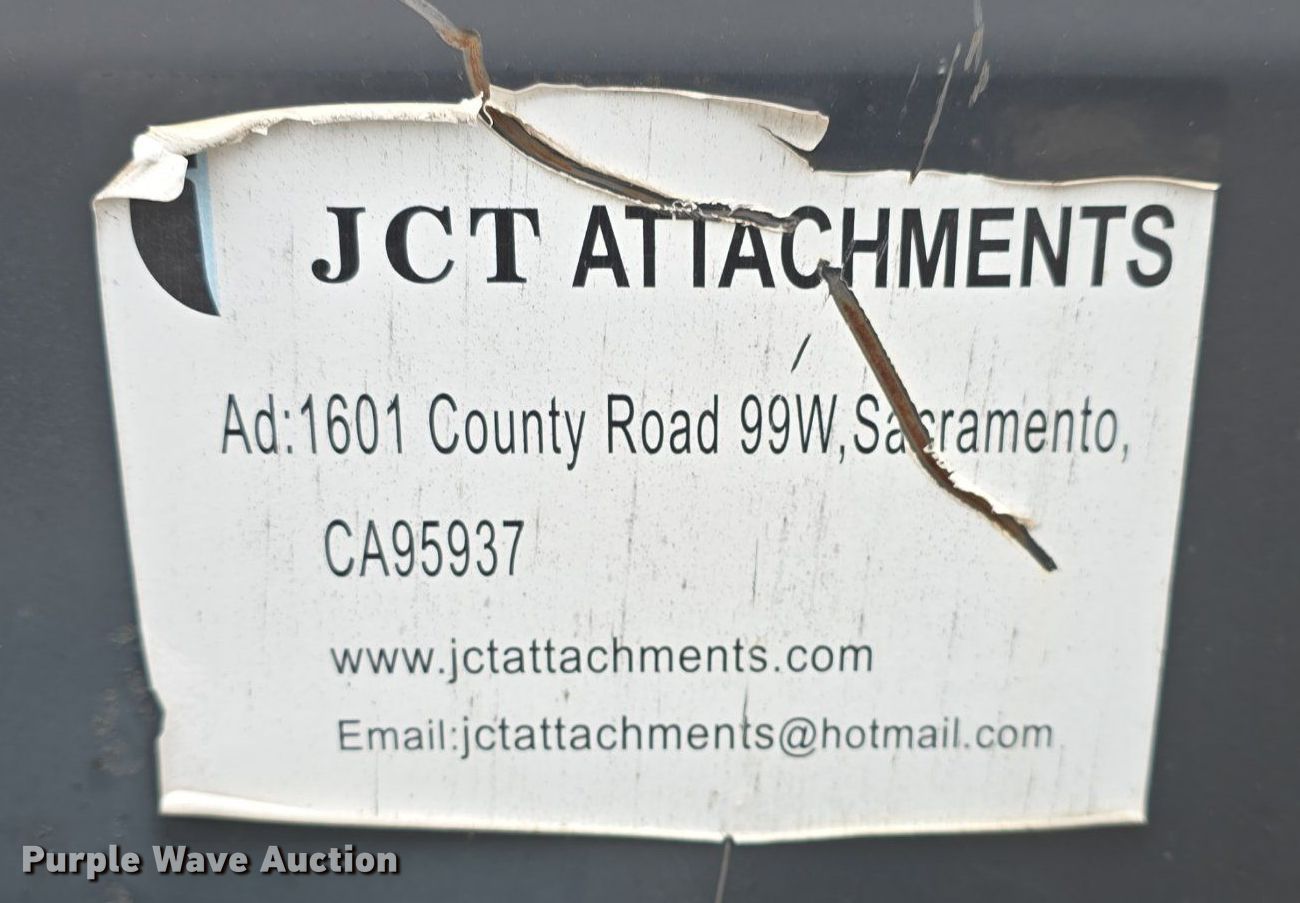 JCT ATTACHMENTS
Ad:1601 County Road 99W,Sacramento,
CA95937
www.jctattachments.com
Email:jctattachments@hotmail.com
Purple Wave Auction